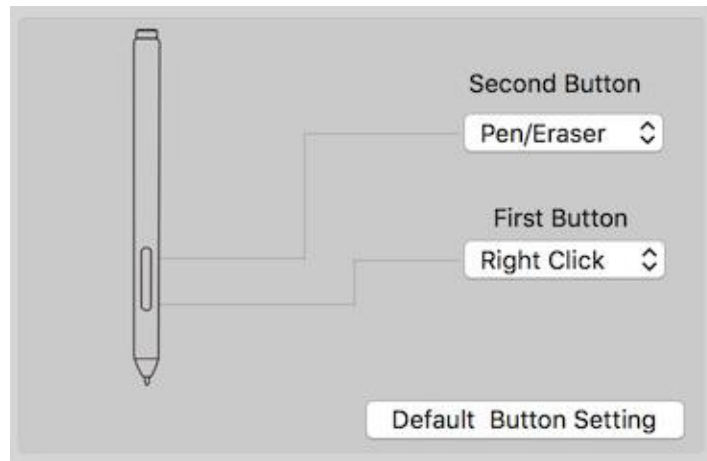 Second Button
Pen/Eraser
First Button
Right Click
Default Button Setting